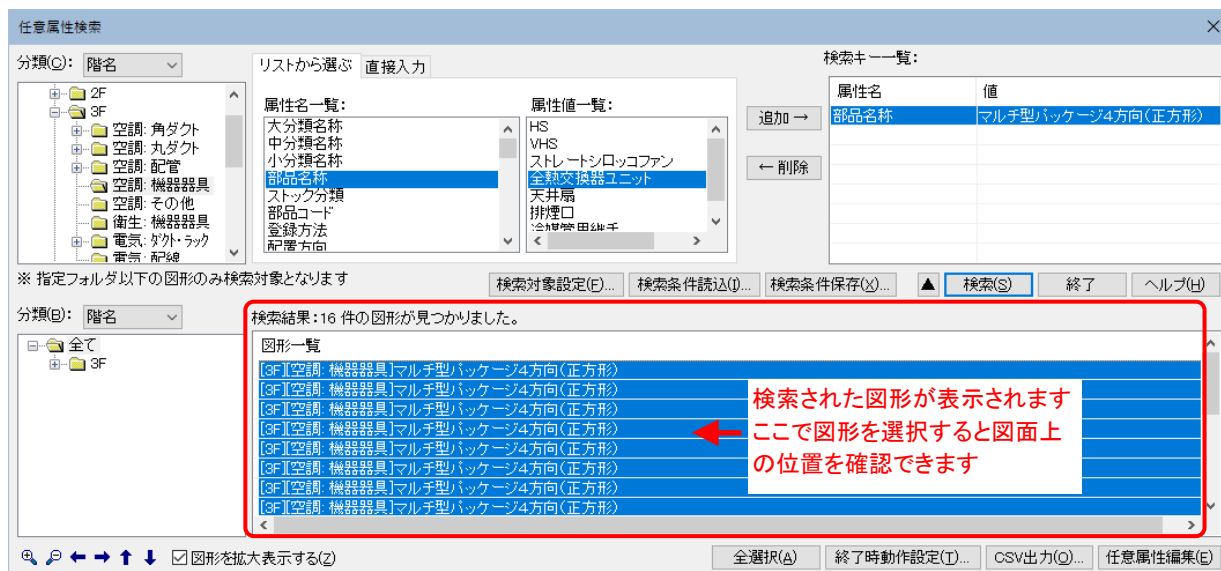 任意属性検索
分類(C): 階名
2F
3F
空調: 角ダクト
空調: 丸ダクト
空調: 配管
空調: 機器器具
空調: その他
衛生: 機器器具
電気: ダクト・ラック
電気: 配線
リストから選ぶ 直接入力
属性名一覧:
大分類名称
中分類名称
小分類名称
部品名称
ストック分類
部品コード
登録方法
配置方向
属性値一覧:
HS
VHS
ストレートシロッコファン
全熱交換器ユニット
天井扇
排煙口
冷媒管用継手
追加→
←削除
検索キー一覧:
属性名 値
部品名称 マルチ型パッケージ4方向(正方形)
※ 指定フォルダ以下の図形のみ検索対象となります
検索対象設定(F)... 検索条件読込(I)... 検索条件保存(X)... ▲ 検索(S) 終了 ヘルプ(H)
分類(B): 階名
全て
3F
検索結果:16 件の図形が見つかりました。
図形一覧
[3F][空調: 機器器具]マルチ型パッケージ4方向(正方形)
[3F][空調: 機器器具]マルチ型パッケージ4方向(正方形)
[3F][空調: 機器器具]マルチ型パッケージ4方向(正方形)
[3F][空調: 機器器具]マルチ型パッケージ4方向(正方形)
[3F][空調: 機器器具]マルチ型パッケージ4方向(正方形)
[3F][空調: 機器器具]マルチ型パッケージ4方向(正方形)
[3F][空調: 機器器具]マルチ型パッケージ4方向(正方形)
[3F][空調: 機器器具]マルチ型パッケージ4方向(正方形)
検索された図形が表示されます
ここで図形を選択すると図面上
の位置を確認できます
図形を拡大表示する(Z)
全選択(A) 終了時動作設定(T)... CSV出力(O)... 任意属性編集(E)